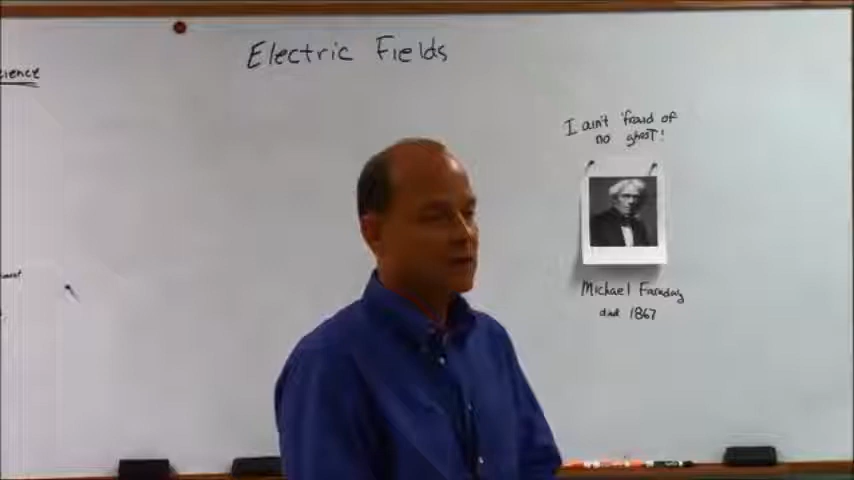 Electric Fields
I ain't 'fraid of
no ghost!
Michael Faraday
died 1867